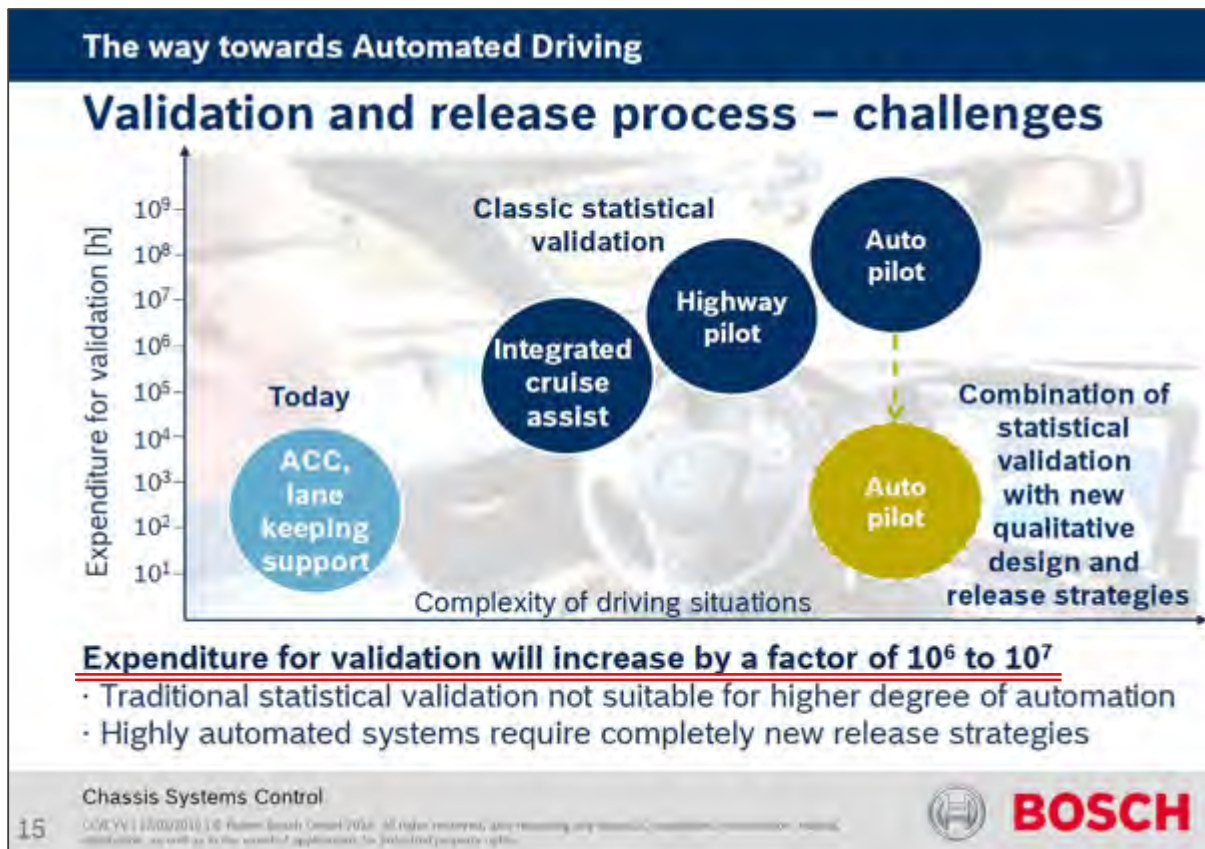 The way towards Automated Driving
Validation and release process – challenges
Expenditure for validation [h]
10⁹
10⁸
10⁷
10⁶
10⁵
10⁴
10³
10²
10¹
Classic statistical
validation
Auto
pilot
Highway
pilot
Integrated
cruise
assist
Today
ACC,
lane
keeping
support
Auto
pilot
Combination of
statistical
validation
with new
qualitative
design and
release strategies
Complexity of driving situations
Expenditure for validation will increase by a factor of 10⁶ to 10⁷
· Traditional statistical validation not suitable for higher degree of automation
· Highly automated systems require completely new release strategies
Chassis Systems Control
15
BOSCH